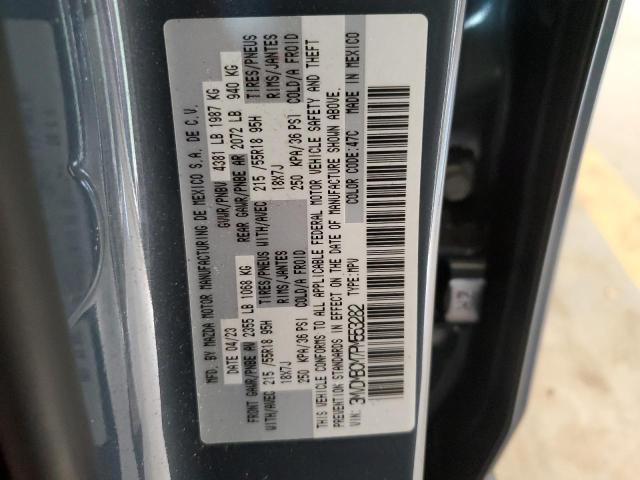 MFD. BY MAZDA MOTOR MANUFACTURING DE MEXICO S.A. DE C.V.
DATE 04/23 GVWR/PNBV 4381 LB 1987 KG
FRONT GAWR/PNBE AV 2355 LB 1068 KG REAR GAWR/PNBE AR 2072 LB 940 KG
WITH/AVEC 215 /55R18 95H TIRES/PNEUS WITH/AVEC 215 /55R18 95H TIRES/PNEUS
18X7J RIMS/JANTES 18X7J RIMS/JANTES
250 KPA/36 PSI COLD/A FROID 250 KPA/36 PSI COLD/A FROID
THIS VEHICLE CONFORMS TO ALL APPLICABLE FEDERAL MOTOR VEHICLE SAFETY AND THEFT
PREVENTION STANDARDS IN EFFECT ON THE DATE OF MANUFACTURE SHOWN ABOVE.
VIN: TYPE:MPV COLOR CODE:47C MADE IN MEXICO